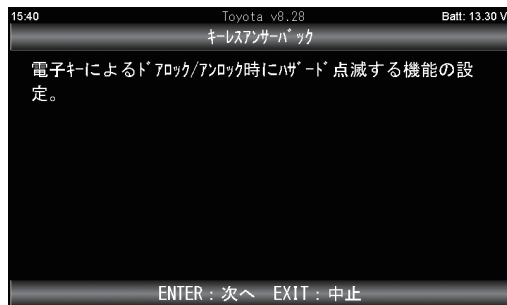 15:40 Toyota v8.28 Batt: 13.30 V
ｷｰﾚｽｱﾝｻｰﾊﾞｯｸ
電子ｷｰによるﾄﾞｱﾛｯｸ/ｱﾝﾛｯｸ時にﾊｻﾞｰﾄﾞ点滅する機能の設
定。
ENTER：次へ EXIT：中止